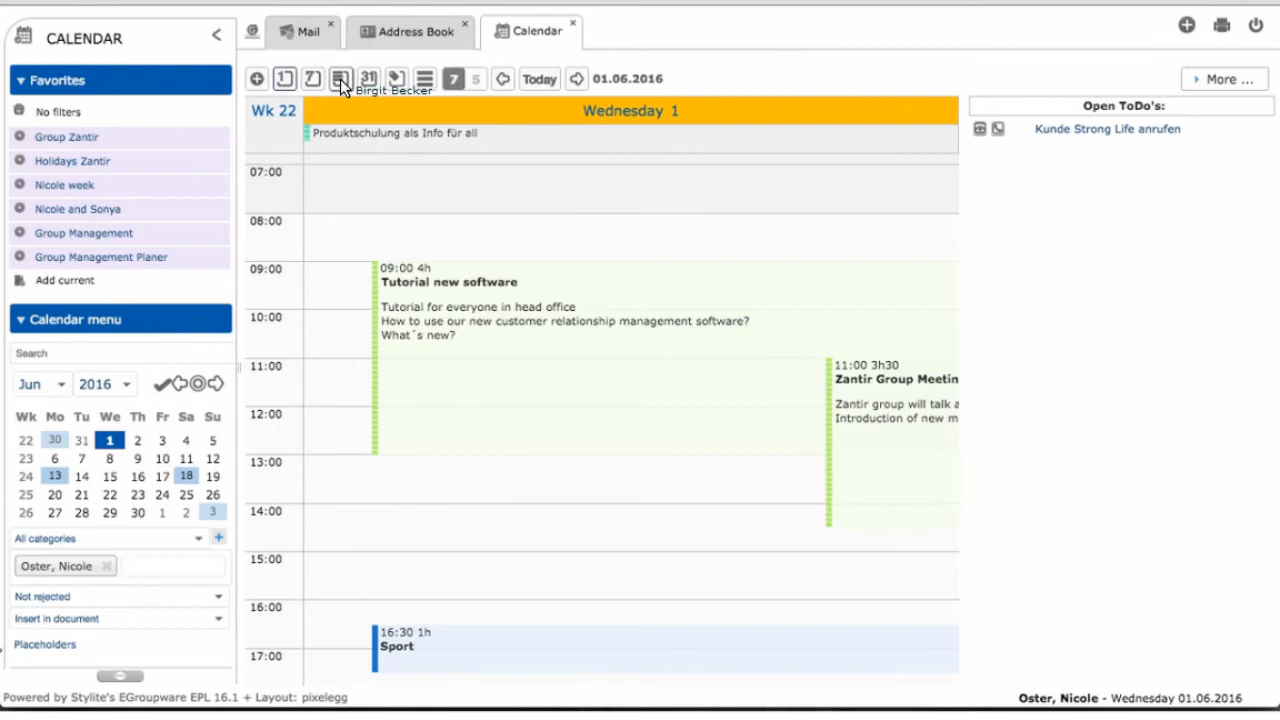 CALENDAR
Mail
Address Book
Calendar
Favorites
No filters
Group Zantir
Holidays Zantir
Nicole week
Nicole and Sonya
Group Management
Group Management Planer
Add current
Calendar menu
Search
Jun 2016
Wk Mo Tu We Th Fr Sa Su
22 30 31 1 2 3 4 5
23 6 7 8 9 10 11 12
24 13 14 15 16 17 18 19
25 20 21 22 23 24 25 26
26 27 28 29 30 1 2 3
All categories
Oster, Nicole
Not rejected
Insert in document
Placeholders
1 7 31 7 5 Today 01.06.2016
Birgit Becker
More ...
Wk 22 Wednesday 1
Produktschulung als Info für all
07:00
08:00
09:00
10:00
11:00
12:00
13:00
14:00
15:00
16:00
17:00
09:00 4h
Tutorial new software
Tutorial for everyone in head office
How to use our new customer relationship management software?
What´s new?
11:00 3h30
Zantir Group Meetin
Zantir group will talk a
Introduction of new m
16:30 1h
Sport
Open ToDo's:
Kunde Strong Life anrufen
Powered by Stylite's EGroupware EPL 16.1 + Layout: pixelegg
Oster, Nicole - Wednesday 01.06.2016